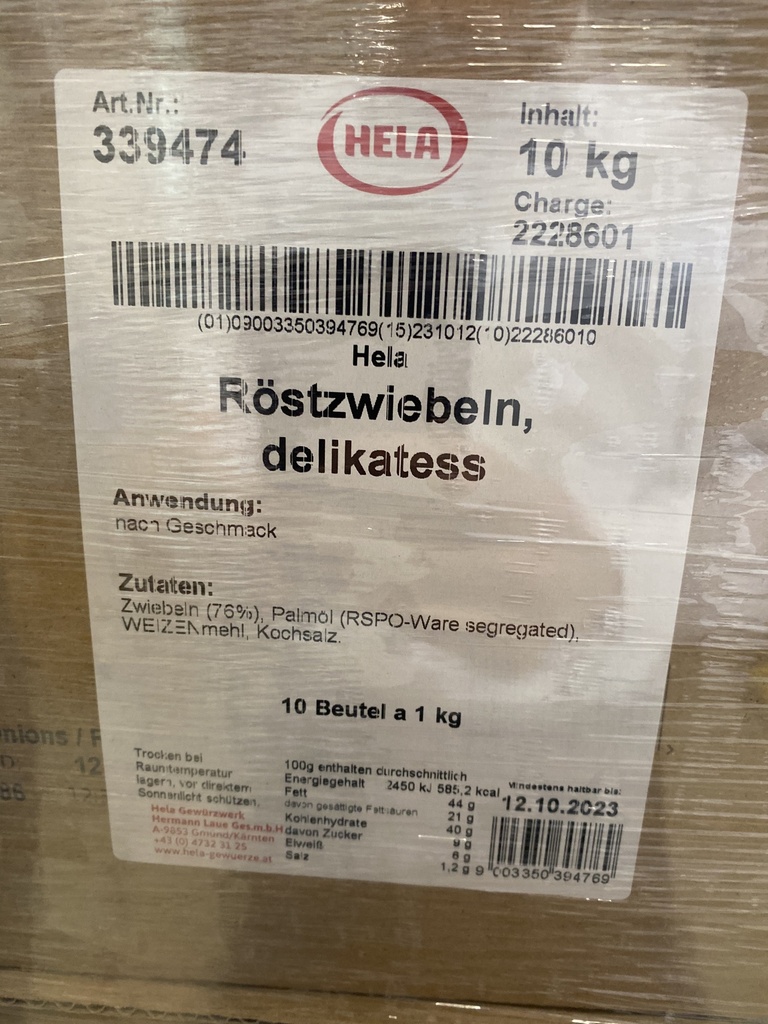 Art.Nr.:
339474
HELA
Inhalt:
10 kg
Charge:
2228601
(01)09003350394769(15)231012(10)22286010
Hela
Röstzwiebeln,
delikatess
Anwendung:
nach Geschmack
Zutaten:
Zwiebeln (76%), Palmöl (RSPO-Ware segregated),
WEIZENmehl, Kochsalz.
10 Beutel a 1 kg
Trocken bei
Raumtemperatur
lagern, vor direktem
Sonnenlicht schützen.
Hela Gewürzwerk
Hermann Laue Ges.m.b.H
A-9853 Gmünd/Kärnten
+43 (0) 4732 31 25
www.hela-gewuerze.at
100g enthalten durchschnittlich
Energiegehalt 2450 kJ 585,2 kcal
Fett 44 g
davon gesättigte Fettsäuren 21 g
Kohlenhydrate 40 g
davon Zucker 9 g
Eiweiß 6 g
Salz 1,2 g
Mindestens haltbar bis:
12.10.2023
9 003350 394769
nions /
12
86